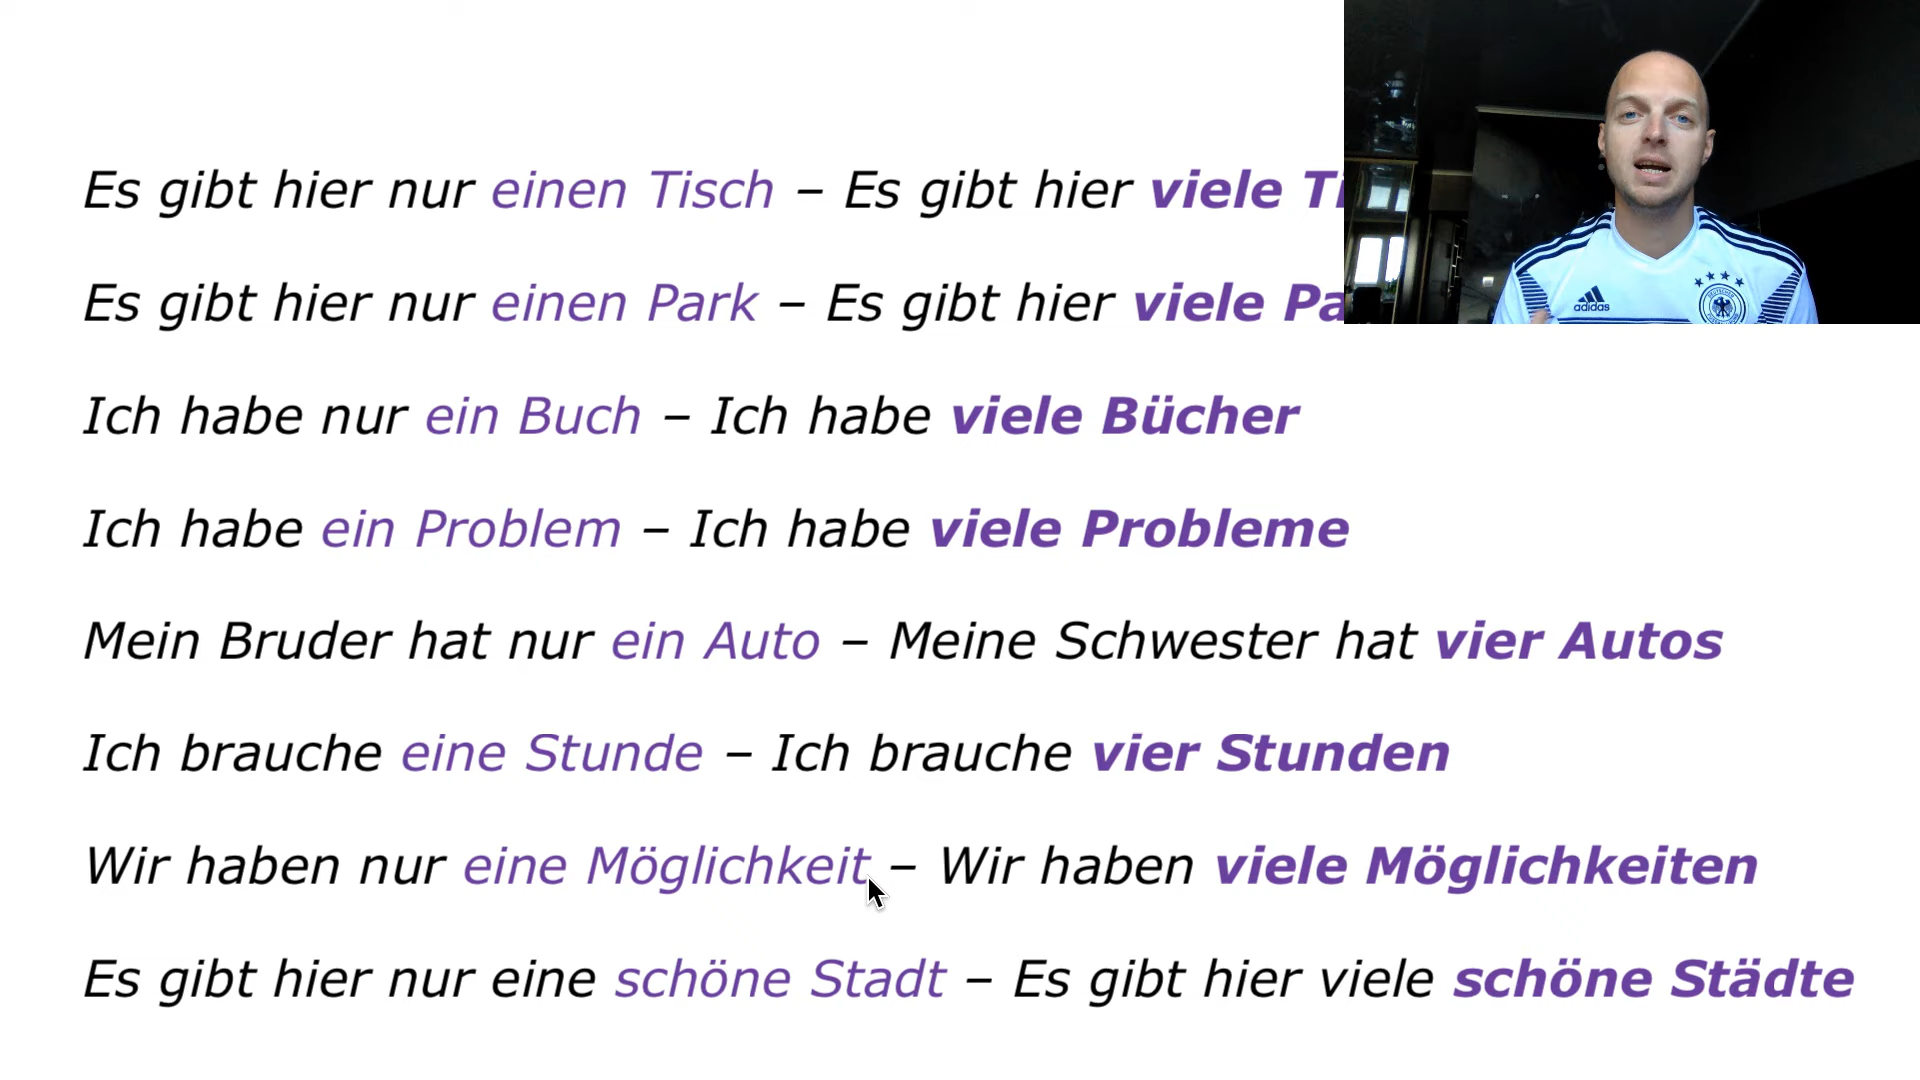 Es gibt hier nur einen Tisch – Es gibt hier viele
Es gibt hier nur einen Park – Es gibt hier viele
Ich habe nur ein Buch – Ich habe viele Bücher
Ich habe ein Problem – Ich habe viele Probleme
Mein Bruder hat nur ein Auto – Meine Schwester hat vier Autos
Ich brauche eine Stunde – Ich brauche vier Stunden
Wir haben nur eine Möglichkeit – Wir haben viele Möglichkeiten
Es gibt hier nur eine schöne Stadt – Es gibt hier viele schöne Städte
adidas